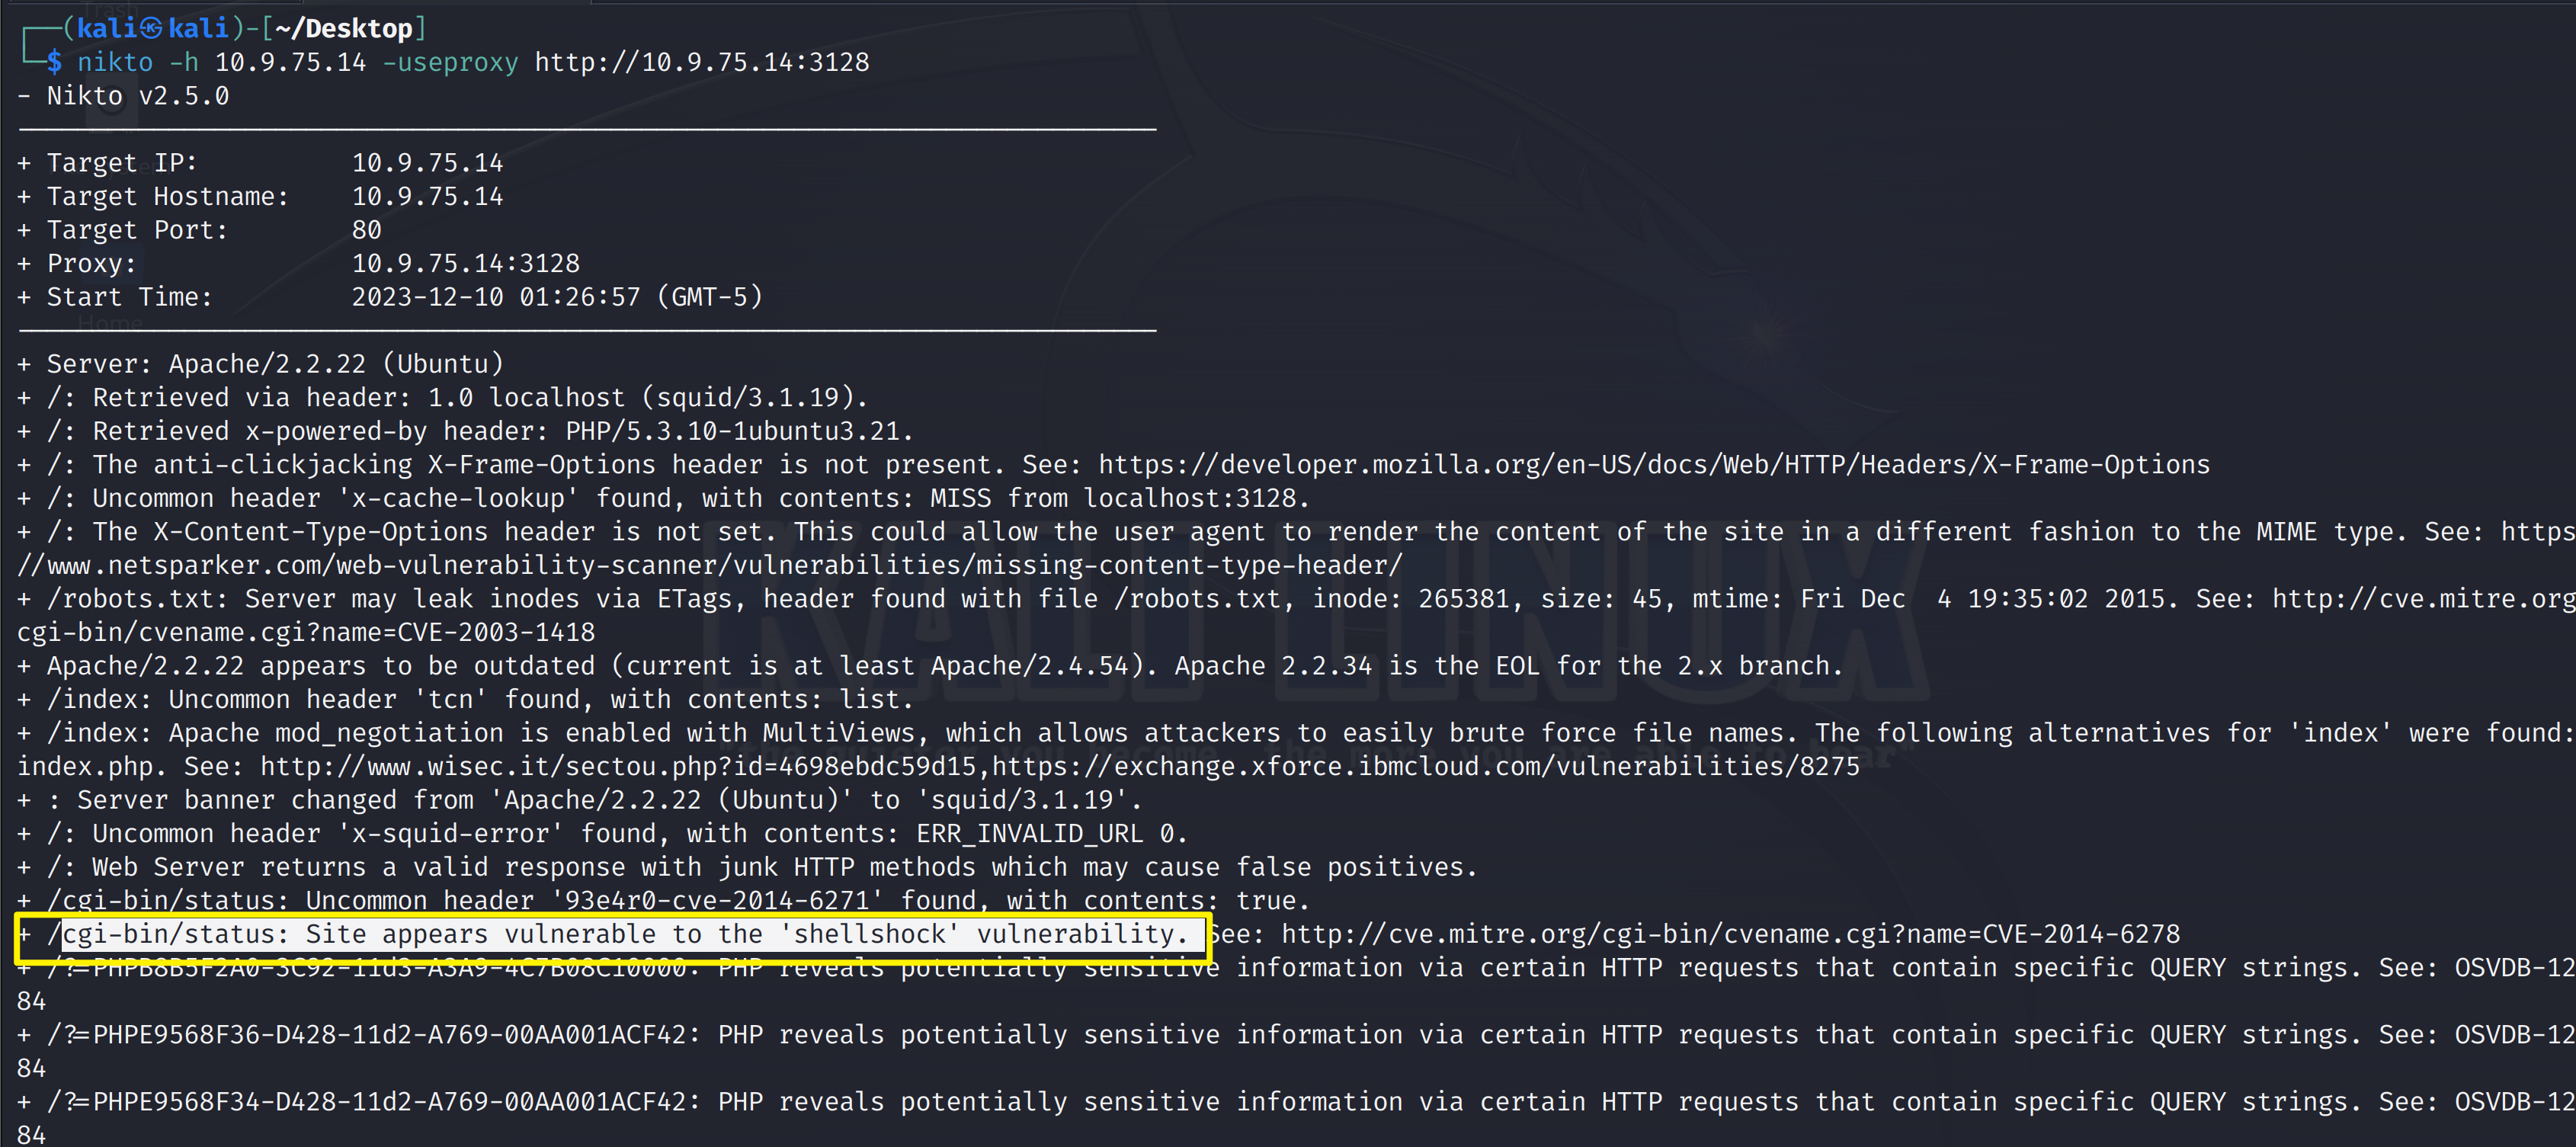 Trash
┌──(kali㉿kali)-[~/Desktop]
└─$ nikto -h 10.9.75.14 -useproxy http://10.9.75.14:3128
- Nikto v2.5.0
---------------------------------------------------------------------------
+ Target IP:          10.9.75.14
+ Target Hostname:    10.9.75.14
+ Target Port:        80
+ Proxy:              10.9.75.14:3128
+ Start Time:         2023-12-10 01:26:57 (GMT-5)
Home
---------------------------------------------------------------------------
+ Server: Apache/2.2.22 (Ubuntu)
+ /: Retrieved via header: 1.0 localhost (squid/3.1.19).
+ /: Retrieved x-powered-by header: PHP/5.3.10-1ubuntu3.21.
+ /: The anti-clickjacking X-Frame-Options header is not present. See: https://developer.mozilla.org/en-US/docs/Web/HTTP/Headers/X-Frame-Options
+ /: Uncommon header 'x-cache-lookup' found, with contents: MISS from localhost:3128.
+ /: The X-Content-Type-Options header is not set. This could allow the user agent to render the content of the site in a different fashion to the MIME type. See: https
//www.netsparker.com/web-vulnerability-scanner/vulnerabilities/missing-content-type-header/
+ /robots.txt: Server may leak inodes via ETags, header found with file /robots.txt, inode: 265381, size: 45, mtime: Fri Dec  4 19:35:02 2015. See: http://cve.mitre.org
cgi-bin/cvename.cgi?name=CVE-2003-1418
+ Apache/2.2.22 appears to be outdated (current is at least Apache/2.4.54). Apache 2.2.34 is the EOL for the 2.x branch.
+ /index: Uncommon header 'tcn' found, with contents: list.
KALI LINUX
+ /index: Apache mod_negotiation is enabled with MultiViews, which allows attackers to easily brute force file names. The following alternatives for 'index' were found:
"the quieter you become, the more you are able to hear"
index.php. See: http://www.wisec.it/sectou.php?id=4698ebdc59d15,https://exchange.xforce.ibmcloud.com/vulnerabilities/8275
+ : Server banner changed from 'Apache/2.2.22 (Ubuntu)' to 'squid/3.1.19'.
+ /: Uncommon header 'x-squid-error' found, with contents: ERR_INVALID_URL 0.
+ /: Web Server returns a valid response with junk HTTP methods which may cause false positives.
+ /cgi-bin/status: Uncommon header '93e4r0-cve-2014-6271' found, with contents: true.
+ /cgi-bin/status: Site appears vulnerable to the 'shellshock' vulnerability. See: http://cve.mitre.org/cgi-bin/cvename.cgi?name=CVE-2014-6278
+ /?=PHPB8B5F2A0-3C92-11d3-A3A9-4C7B08C10000: PHP reveals potentially sensitive information via certain HTTP requests that contain specific QUERY strings. See: OSVDB-12
84
+ /?=PHPE9568F36-D428-11d2-A769-00AA001ACF42: PHP reveals potentially sensitive information via certain HTTP requests that contain specific QUERY strings. See: OSVDB-12
84
+ /?=PHPE9568F34-D428-11d2-A769-00AA001ACF42: PHP reveals potentially sensitive information via certain HTTP requests that contain specific QUERY strings. See: OSVDB-12
84